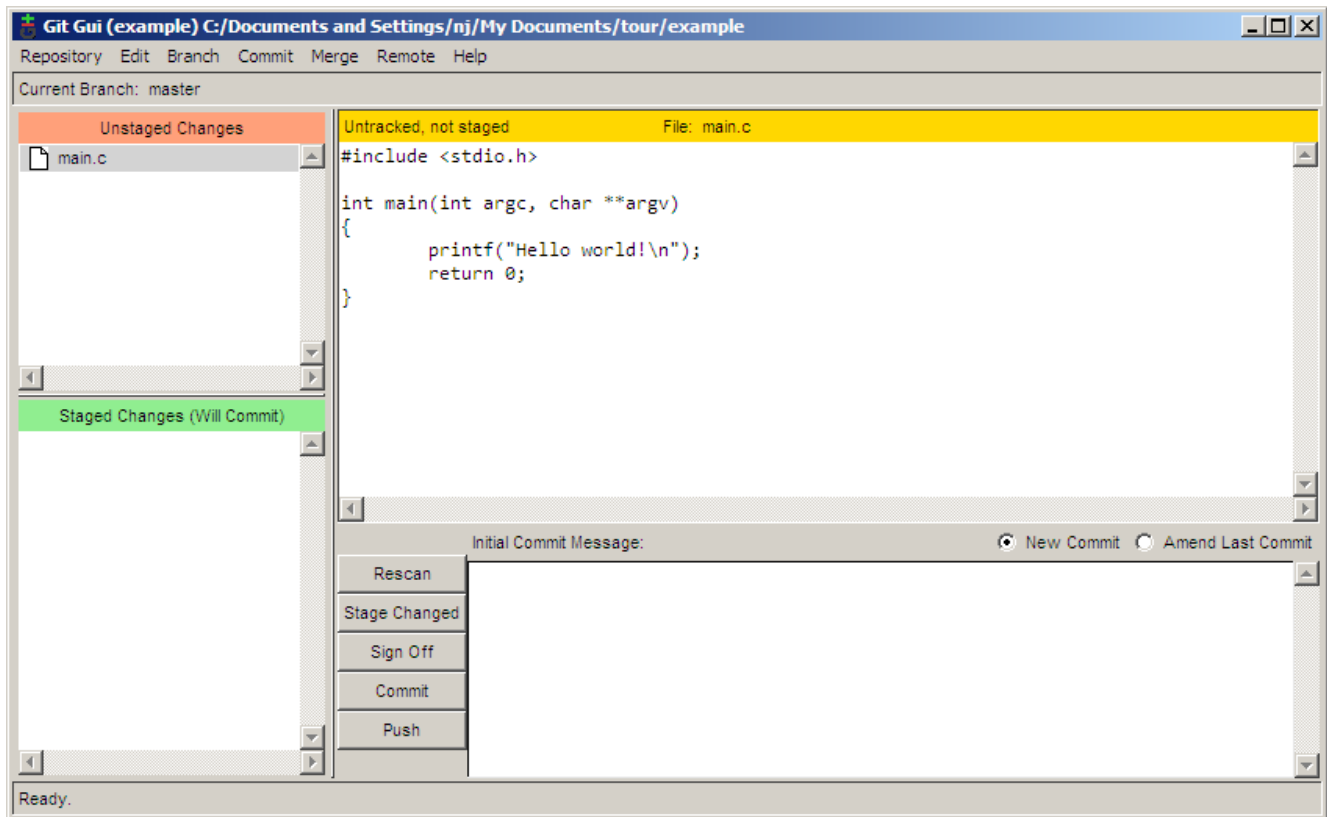 Git Gui (example) C:/Documents and Settings/nj/My Documents/tour/example
Repository Edit Branch Commit Merge Remote Help
Current Branch: master
Unstaged Changes
main.c
Untracked, not staged File: main.c
#include <stdio.h>
int main(int argc, char **argv)
{
        printf("Hello world!\n");
        return 0;
}
Staged Changes (Will Commit)
Initial Commit Message: New Commit Amend Last Commit
Rescan
Stage Changed
Sign Off
Commit
Push
Ready.